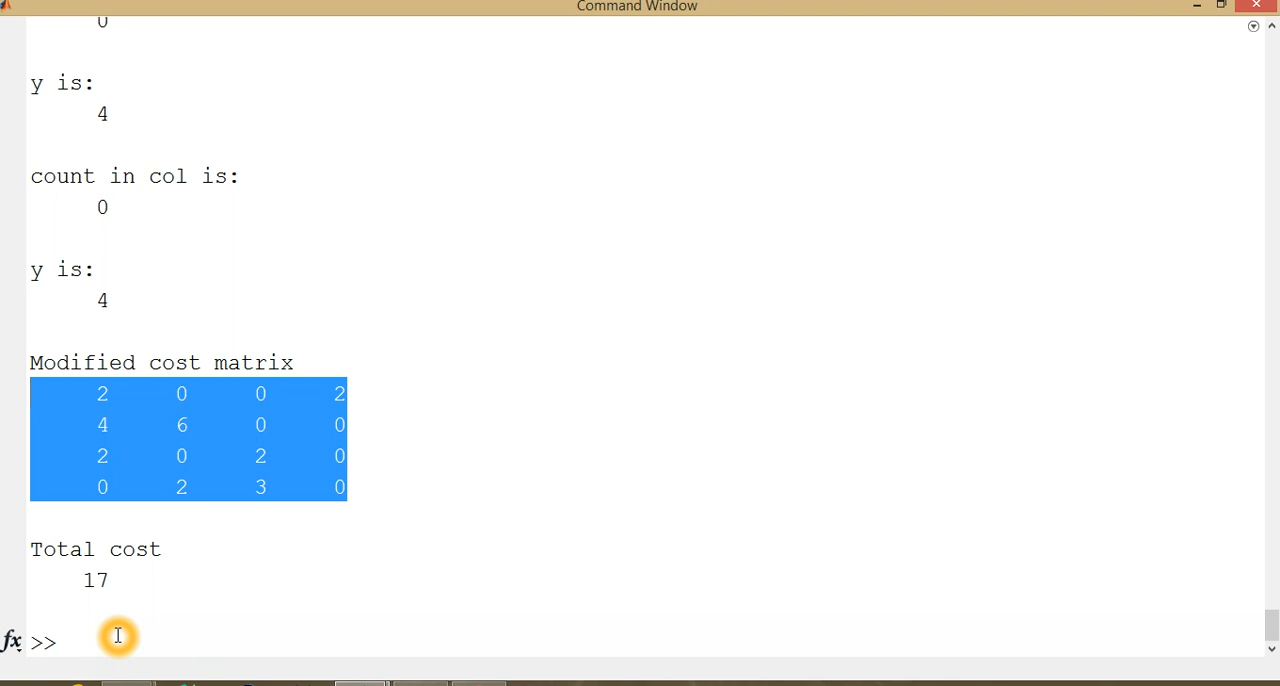 Command Window
0
y is:
4
count in col is:
0
y is:
4
Modified cost matrix
2 0 0 2
4 6 0 0
2 0 2 0
0 2 3 0
Total cost
17
fx >>